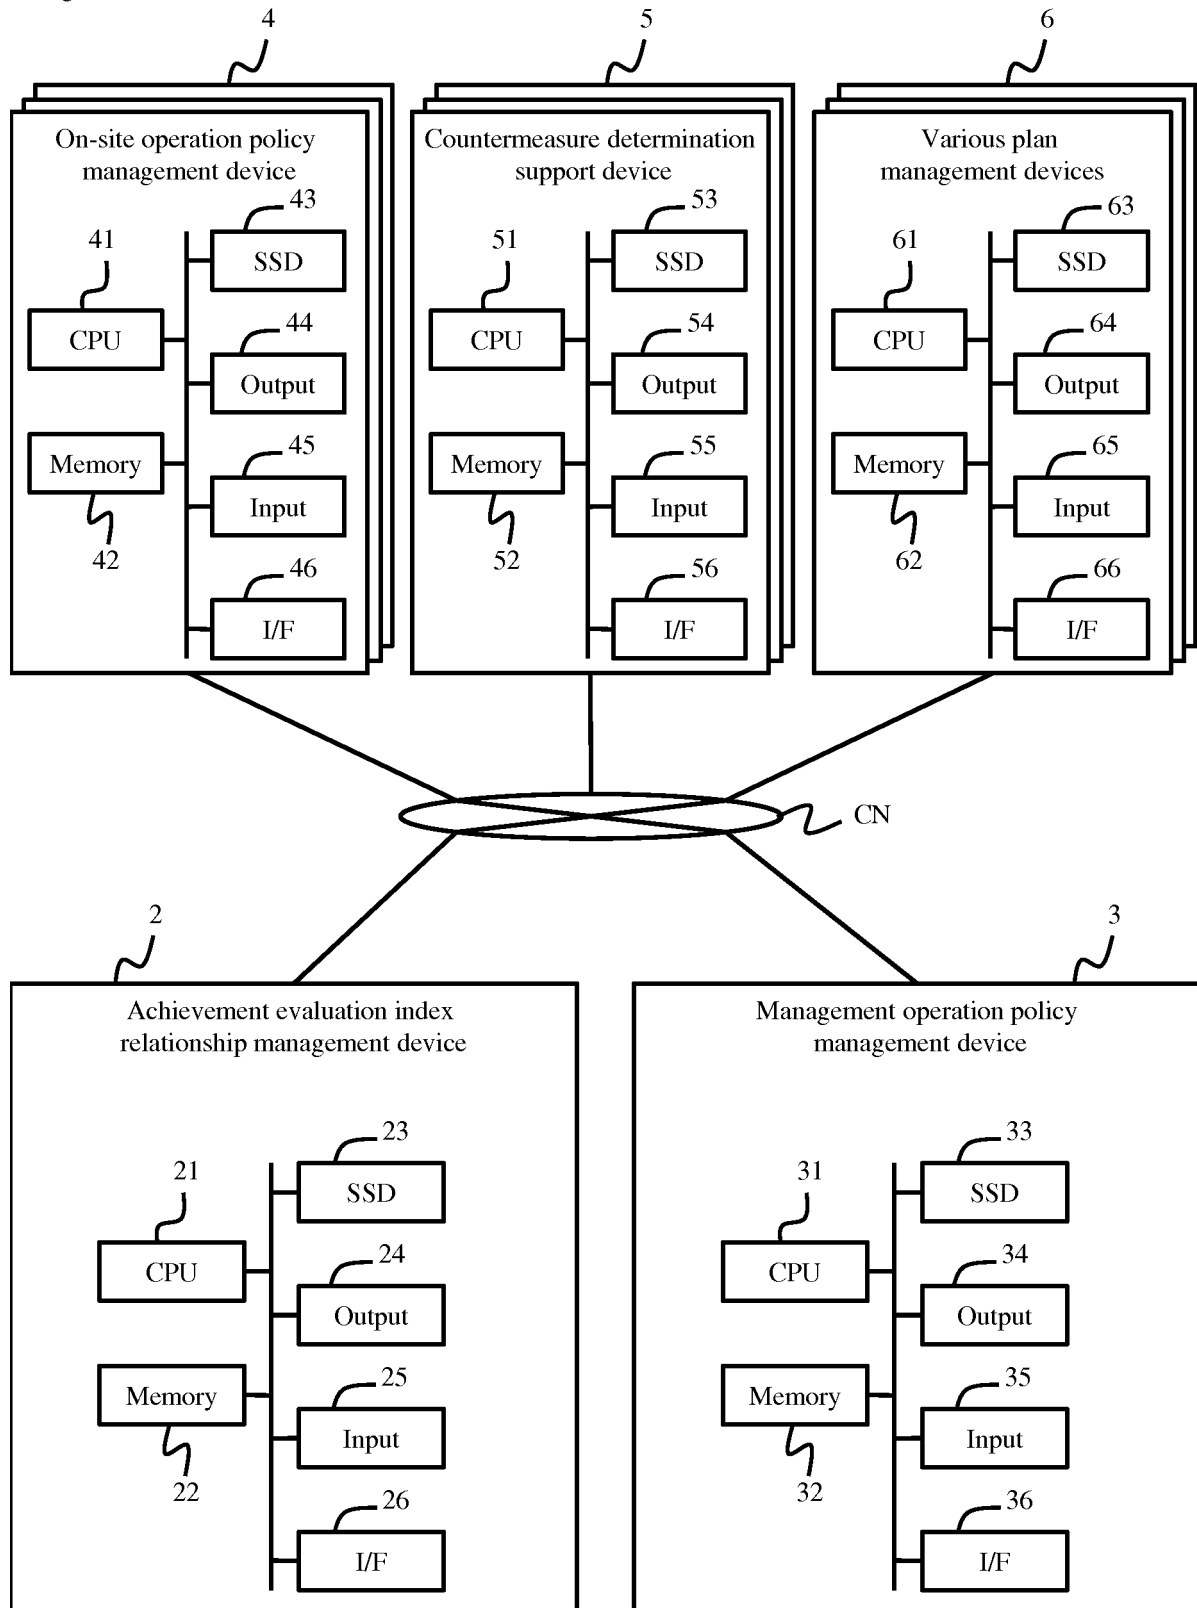 4
5
6
On-site operation policy
management device
43
41
SSD
CPU
44
Output
Memory
45
Input
42
46
I/F
Countermeasure determination
support device
53
51
SSD
CPU
54
Output
Memory
55
Input
52
56
I/F
Various plan
management devices
63
61
SSD
CPU
64
Output
Memory
65
Input
62
66
I/F
CN
2
Achievement evaluation index
relationship management device
23
21
SSD
CPU
24
Output
Memory
25
Input
22
26
I/F
3
Management operation policy
management device
33
31
SSD
CPU
34
Output
Memory
35
Input
32
36
I/F